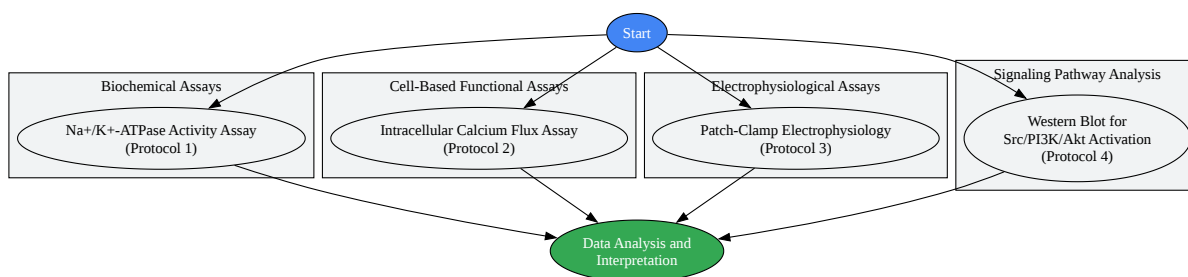 Start
Biochemical Assays
Cell-Based Functional Assays
Electrophysiological Assays
Signaling Pathway Analysis
Na+/K+-ATPase Activity Assay
(Protocol 1)
Intracellular Calcium Flux Assay
(Protocol 2)
Patch-Clamp Electrophysiology
(Protocol 3)
Western Blot for
Src/PI3K/Akt Activation
(Protocol 4)
Data Analysis and
Interpretation